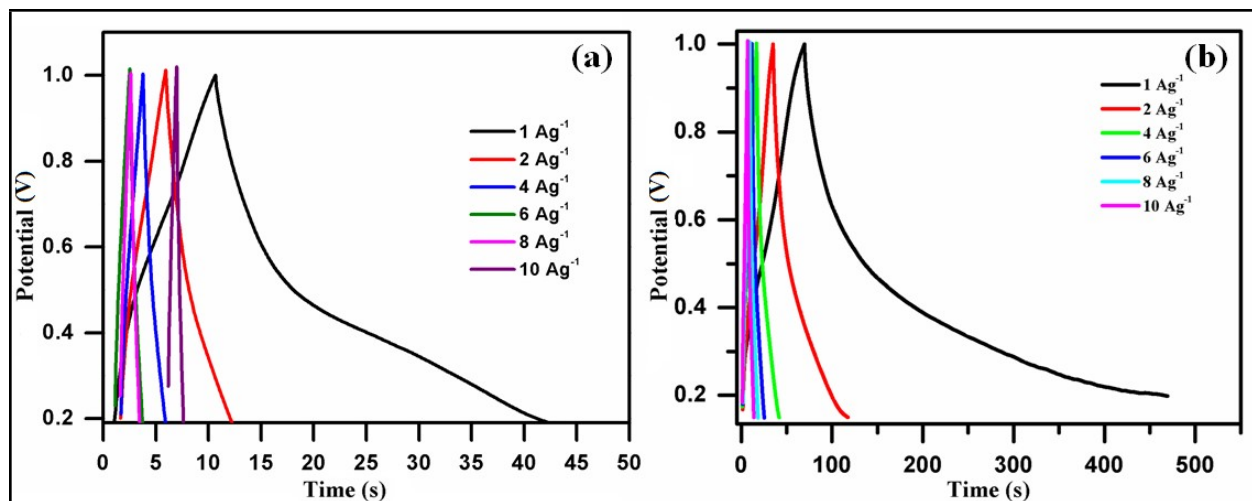 (a)
Potential (V)
1.0
0.8
0.6
0.4
0.2
1 Ag⁻¹
2 Ag⁻¹
4 Ag⁻¹
6 Ag⁻¹
8 Ag⁻¹
10 Ag⁻¹
0 5 10 15 20 25 30 35 40 45 50
Time (s)
(b)
Potential (V)
1.0
0.8
0.6
0.4
0.2
1 Ag⁻¹
2 Ag⁻¹
4 Ag⁻¹
6 Ag⁻¹
8 Ag⁻¹
10 Ag⁻¹
0 100 200 300 400 500
Time (s)